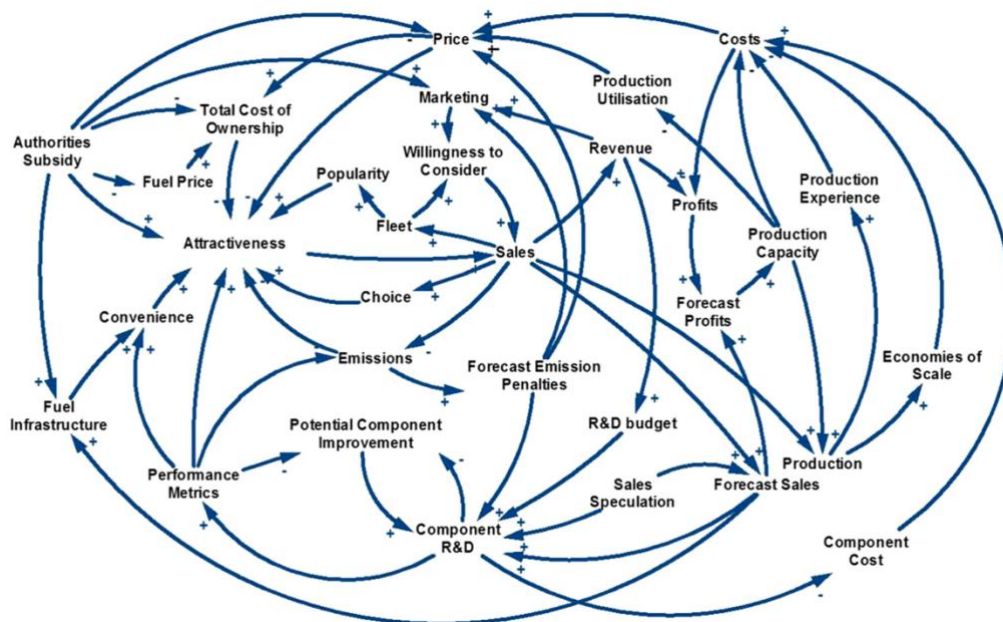 Price
Costs
Marketing
Production
Utilisation
Total Cost of
Ownership
Authorities
Subsidy
Willingness to
Consider
Revenue
Fuel Price
Popularity
Production
Experience
Profits
Fleet
Attractiveness
Sales
Production
Capacity
Choice
Forecast
Profits
Convenience
Emissions
Forecast Emission
Penalties
Economies of
Scale
Fuel
Infrastructure
Potential Component
Improvement
R&D budget
Performance
Metrics
Sales
Speculation
Forecast Sales
Production
Component
R&D
Component
Cost